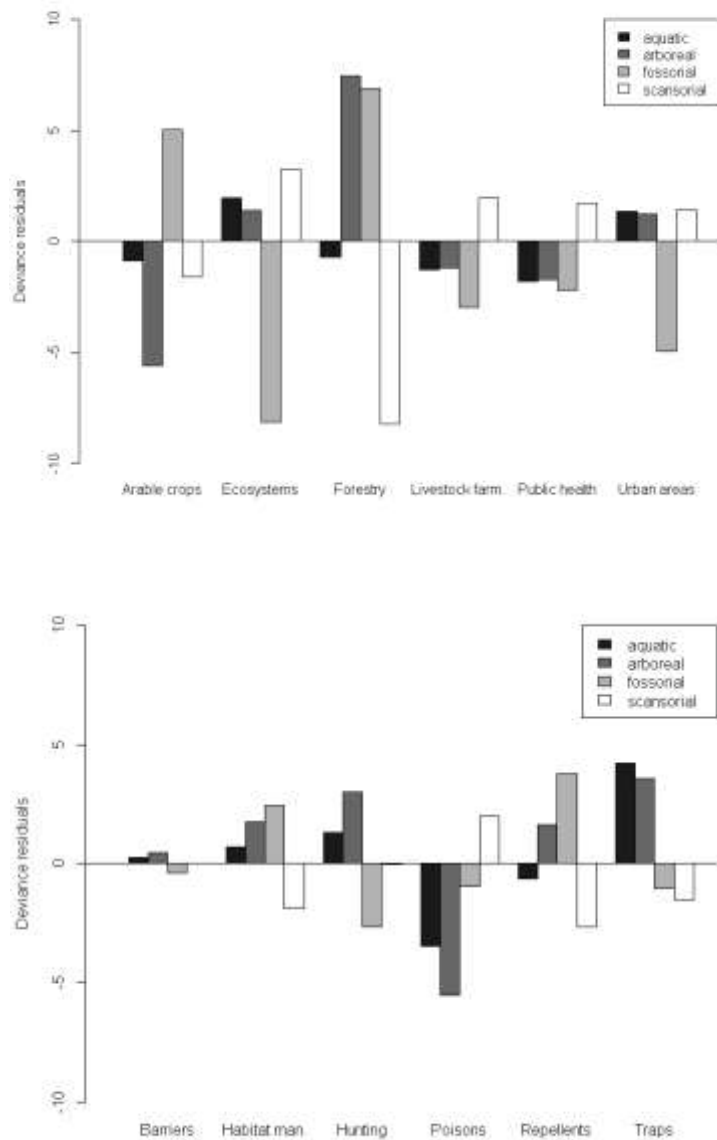 10
5
0
-5
-10
Deviance residuals
aquatic
arboreal
fossorial
scansorial
Arable crops Ecosystems Forestry Livestock farm. Public health Urban areas
10
5
0
-5
-10
Deviance residuals
aquatic
arboreal
fossorial
scansorial
Barriers Habitat man. Hunting Poisons Repellents Traps